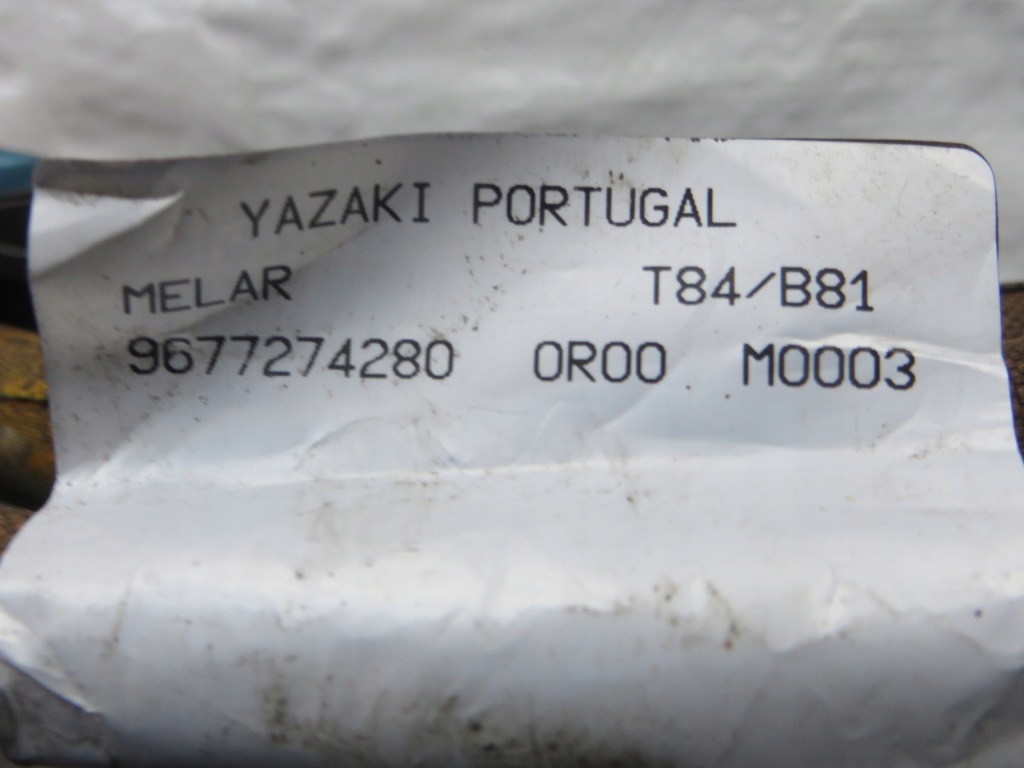 YAZAKI PORTUGAL
MELAR T84/B81
9677274280 0R00 M0003